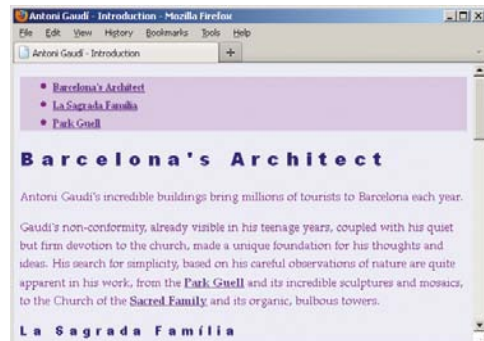 Antoni Gaudí - Introduction - Mozilla Firefox
File Edit View History Bookmarks Tools Help
Antoni Gaudí - Introduction
Barcelona's Architect
La Sagrada Família
Park Guell
Barcelona's Architect
Antoni Gaudí's incredible buildings bring millions of tourists to Barcelona each year.
Gaudí's non-conformity, already visible in his teenage years, coupled with his quiet
but firm devotion to the church, made a unique foundation for his thoughts and
ideas. His search for simplicity, based on his careful observations of nature are quite
apparent in his work, from the Park Guell and its incredible sculptures and mosaics,
to the Church of the Sacred Family and its organic, bulbous towers.
La Sagrada Família